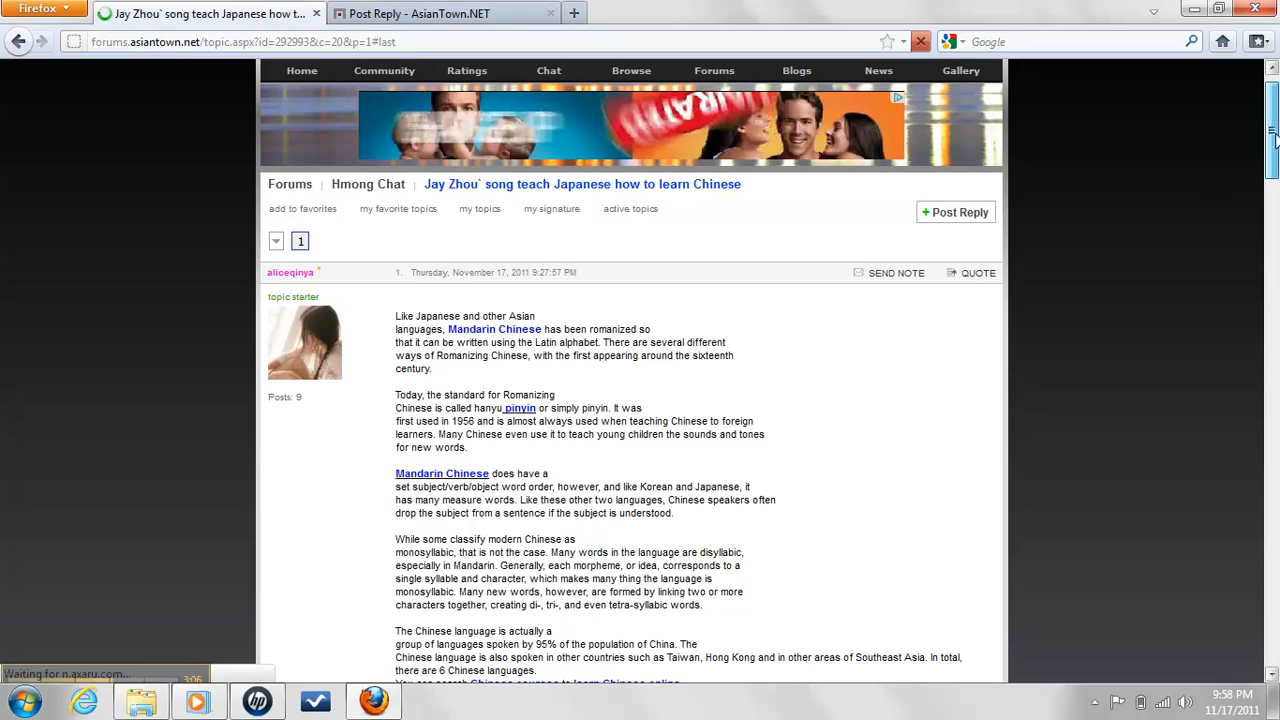 Firefox
Jay Zhou` song teach Japanese how t...
Post Reply - AsianTown.NET
forums.asiantown.net/topic.aspx?id=292993&c=20&p=1#last
Google
Home
Community
Ratings
Chat
Browse
Forums
Blogs
News
Gallery
Forums | Hmong Chat | Jay Zhou` song teach Japanese how to learn Chinese
add to favorites
my favorite topics
my topics
my signature
active topics
+ Post Reply
1
aliceqinya
1. Thursday, November 17, 2011 9:27:57 PM
SEND NOTE
QUOTE
topic starter
Posts: 9
Like Japanese and other Asian
languages, Mandarin Chinese has been romanized so
that it can be written using the Latin alphabet. There are several different
ways of Romanizing Chinese, with the first appearing around the sixteenth
century.
Today, the standard for Romanizing
Chinese is called hanyu pinyin or simply pinyin. It was
first used in 1956 and is almost always used when teaching Chinese to foreign
learners. Many Chinese even use it to teach young children the sounds and tones
for new words.
Mandarin Chinese does have a
set subject/verb/object word order, however, and like Korean and Japanese, it
has many measure words. Like these other two languages, Chinese speakers often
drop the subject from a sentence if the subject is understood.
While some classify modern Chinese as
monosyllabic, that is not the case. Many words in the language are disyllabic,
especially in Mandarin. Generally, each morpheme, or idea, corresponds to a
single syllable and character, which makes many thing the language is
monosyllabic. Many new words, however, are formed by linking two or more
characters together, creating di-, tri-, and even tetra-syllabic words.
The Chinese language is actually a
group of languages spoken by 95% of the population of China. The
Chinese language is also spoken in other countries such as Taiwan, Hong Kong and in other areas of Southeast Asia. In total,
there are 6 Chinese languages.
You can search Chinese courses to learn Chinese online
Waiting for n.axaru.com...
3:06
9:58 PM
11/17/2011